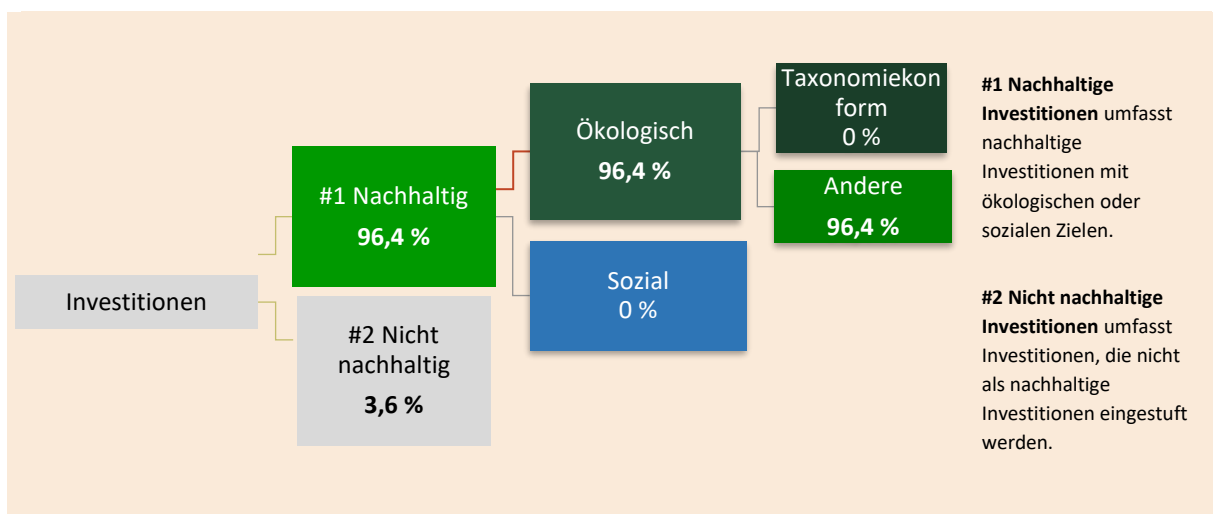 Investitionen
#1 Nachhaltig
96,4 %
#2 Nicht
nachhaltig
3,6 %
Ökologisch
96,4 %
Sozial
0 %
Taxonomiekon
form
0 %
Andere
96,4 %
#1 Nachhaltige
Investitionen umfasst
nachhaltige
Investitionen mit
ökologischen oder
sozialen Zielen.
#2 Nicht nachhaltige
Investitionen umfasst
Investitionen, die nicht
als nachhaltige
Investitionen eingestuft
werden.